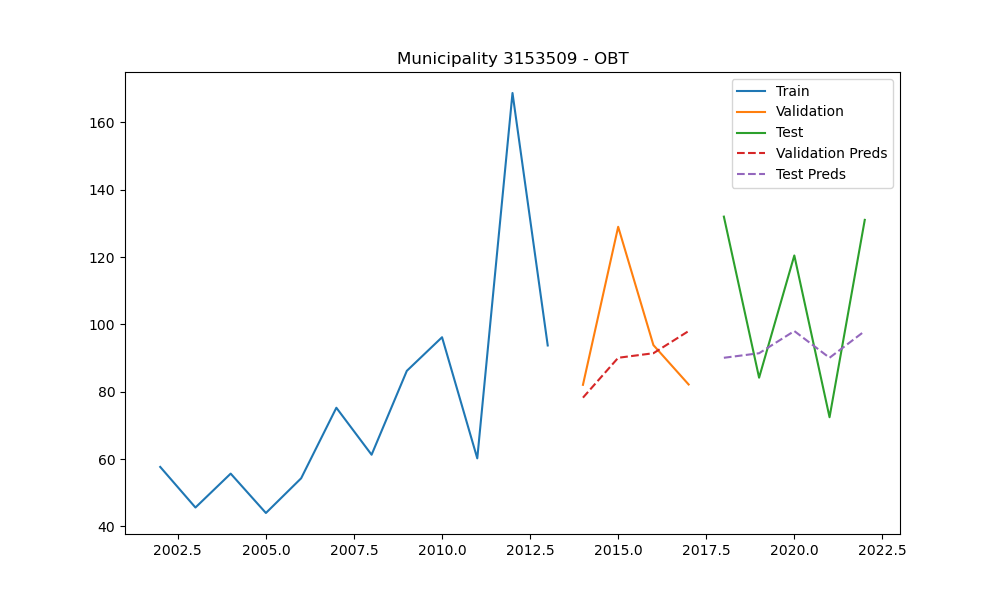 Municipality 3153509 - OBT
Train
Validation
Test
Validation Preds
Test Preds
160
140
120
100
80
60
40
2002.5 2005.0 2007.5 2010.0 2012.5 2015.0 2017.5 2020.0 2022.5